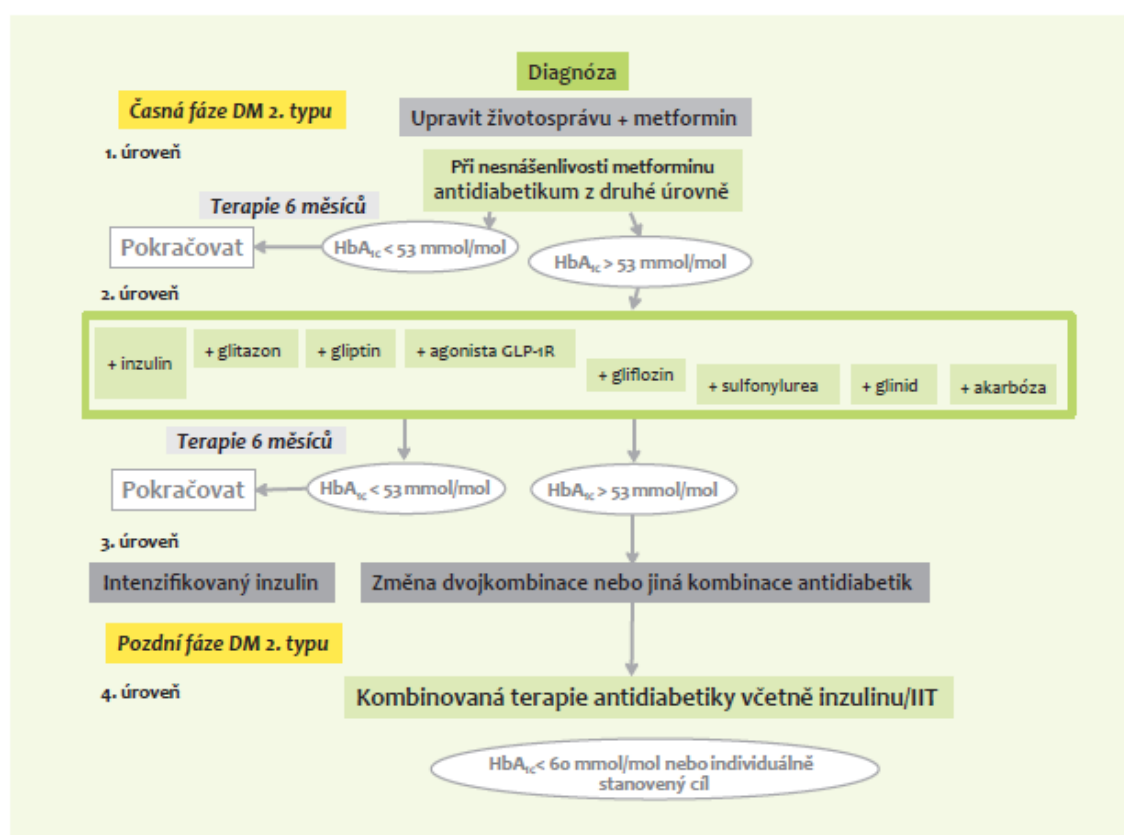 Diagnóza
Časná fáze DM 2. typu
Upravit životosprávu + metformin
1. úroveň
Při nesnášenlivosti metforminu
antidiabetikum z druhé úrovně
Terapie 6 měsíců
Pokračovat
HbA1c < 53 mmol/mol
HbA1c > 53 mmol/mol
2. úroveň
+ inzulin
+ glitazon
+ gliptin
+ agonista GLP-1R
+ gliflozin
+ sulfonylurea
+ glinid
+ akarbóza
Terapie 6 měsíců
Pokračovat
HbA1c < 53 mmol/mol
HbA1c > 53 mmol/mol
3. úroveň
Intenzifikovaný inzulin
Změna dvojkombinace nebo jiná kombinace antidiabetik
Pozdní fáze DM 2. typu
4. úroveň
Kombinovaná terapie antidiabetiky včetně inzulinu/IIT
HbA1c< 60 mmol/mol nebo individuálně
stanovený cíl